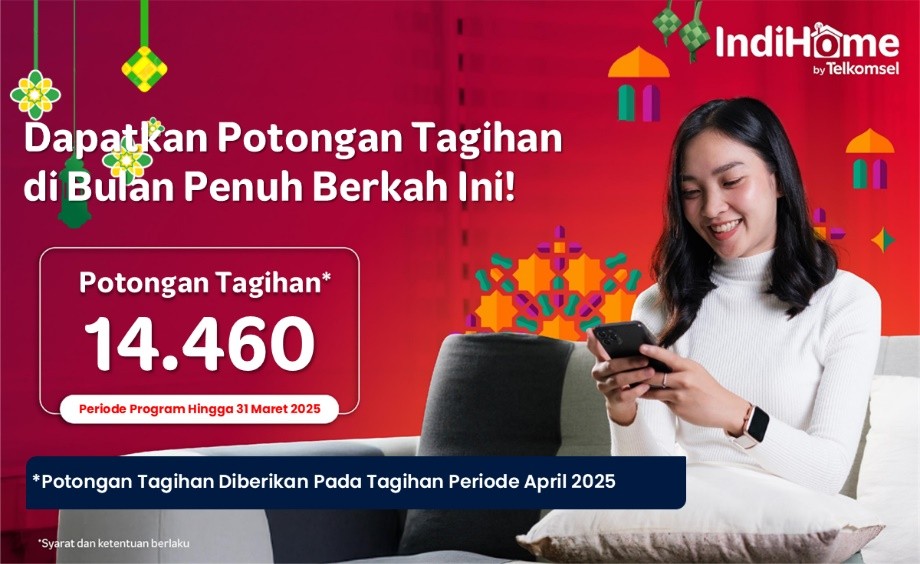 IndiHome
by Telkomsel
Dapatkan Potongan Tagihan
di Bulan Penuh Berkah Ini!
Potongan Tagihan*
14.460
Periode Program Hingga 31 Maret 2025
*Potongan Tagihan Diberikan Pada Tagihan Periode April 2025
*Syarat dan ketentuan berlaku